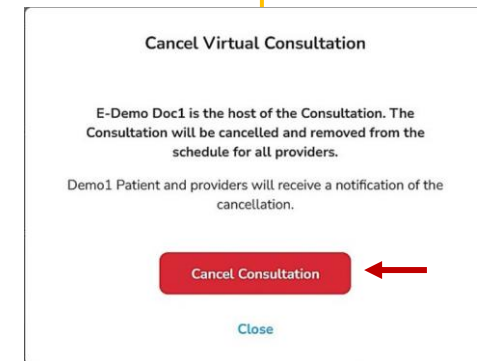 Cancel Virtual Consultation
E-Demo Doc1 is the host of the Consultation. The
Consultation will be cancelled and removed from the
schedule for all providers.
Demo1 Patient and providers will receive a notification of the
cancellation.
Cancel Consultation
Close